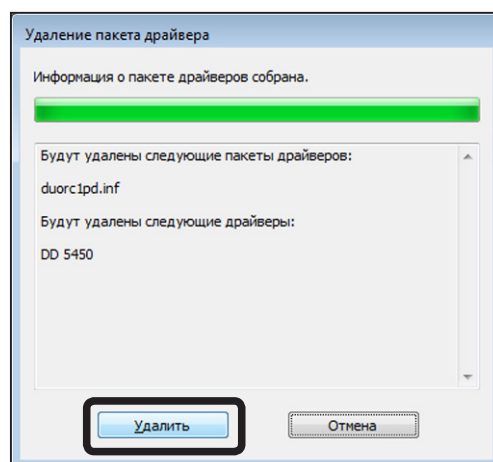 Удаление пакета драйвера
Информация о пакете драйверов собрана.
Будут удалены следующие пакеты драйверов:
duorc1pd.inf
Будут удалены следующие драйверы:
DD 5450
Удалить
Отмена